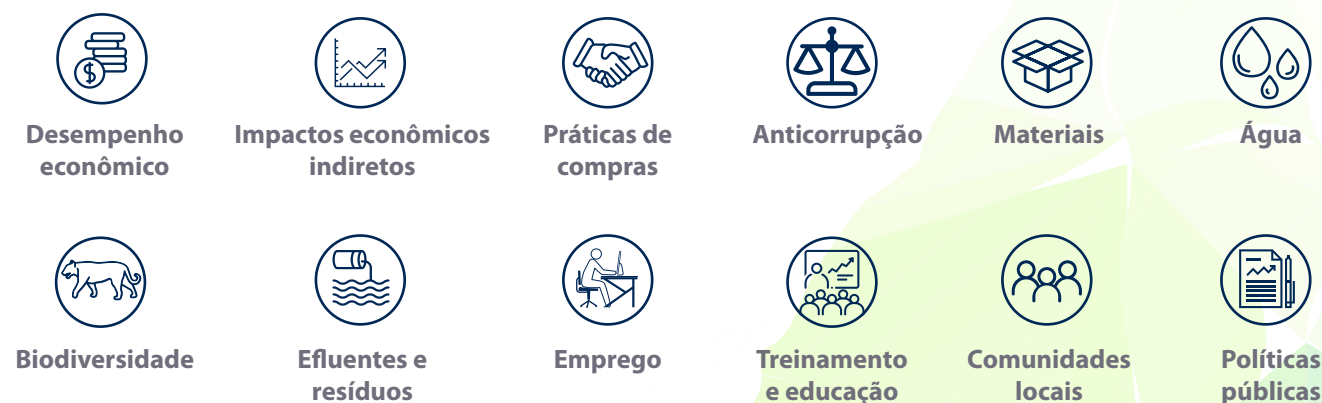 Desempenho
econômico
Impactos econômicos
indiretos
Práticas de
compras
Anticorrupção
Materiais
Água
Biodiversidade
Efluentes e
resíduos
Emprego
Treinamento
e educação
Comunidades
locais
Políticas
públicas